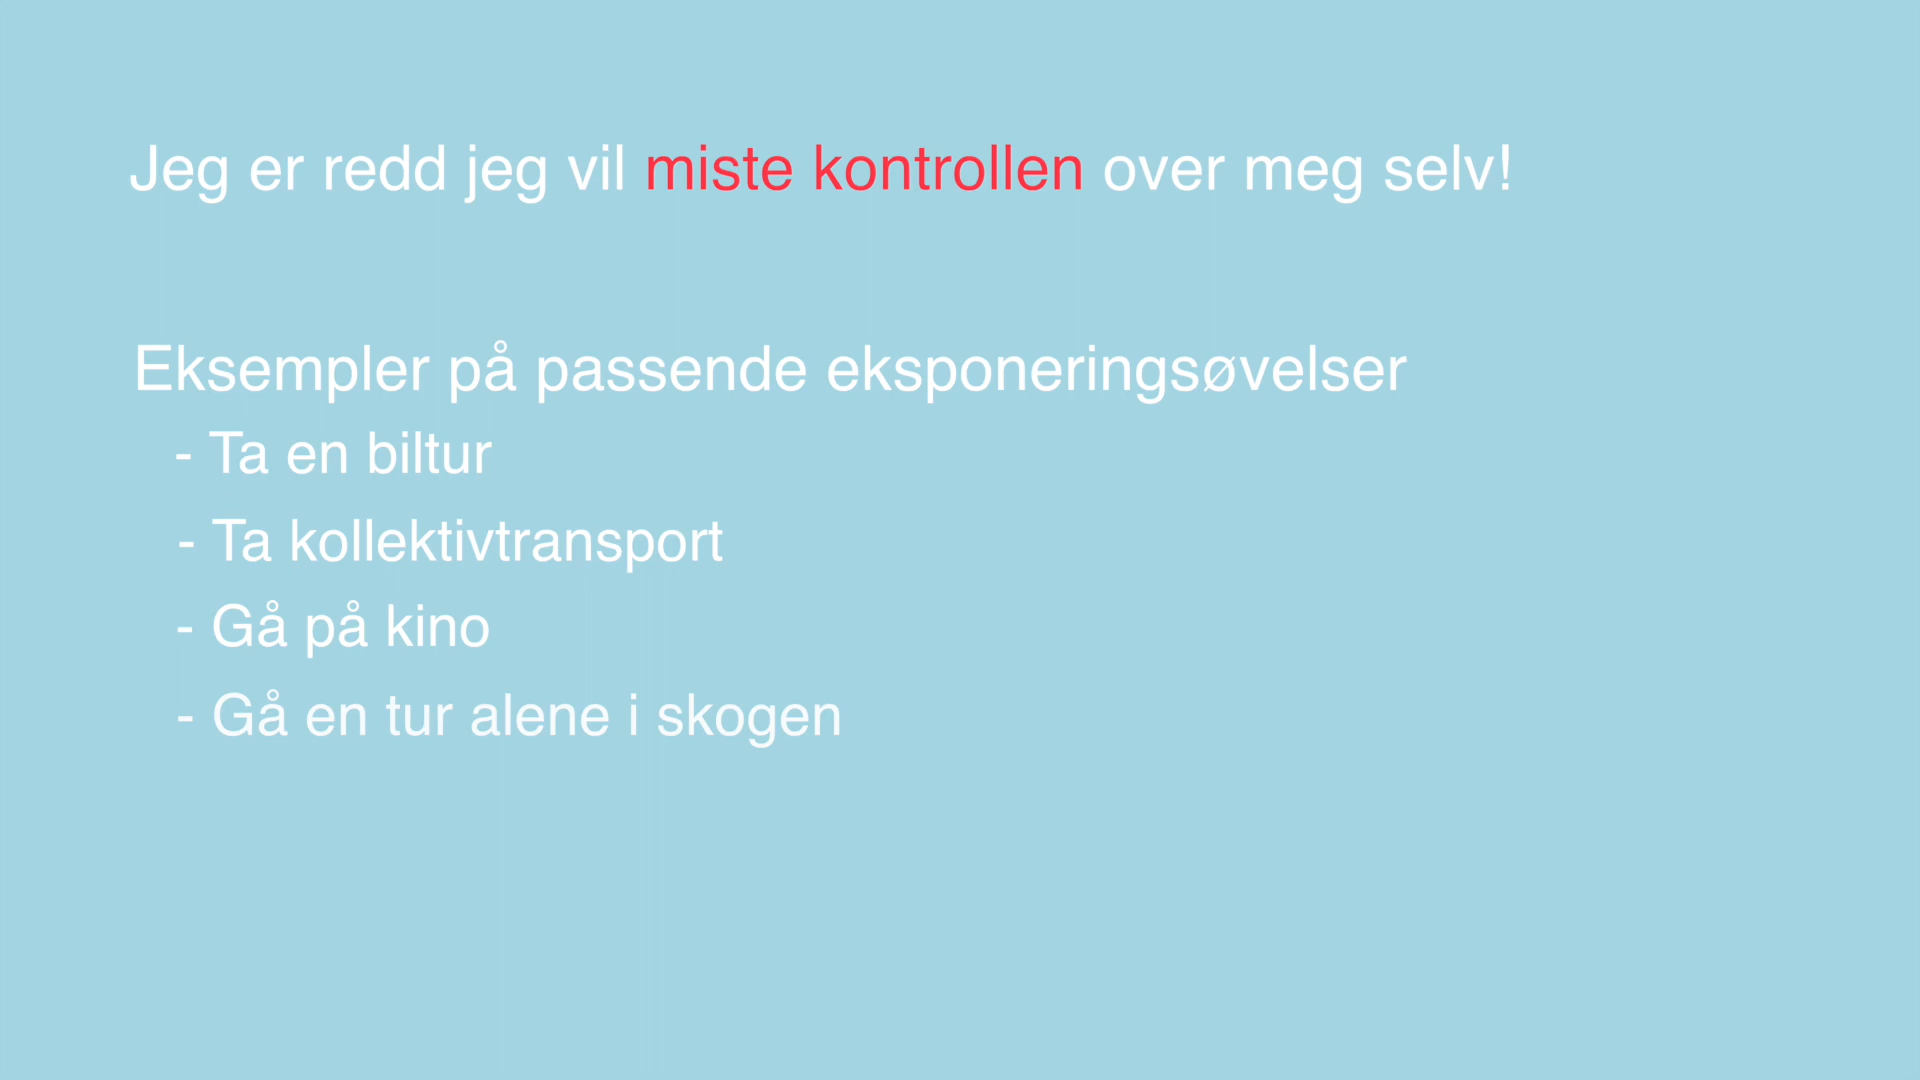 Jeg er redd jeg vil miste kontrollen over meg selv!
Eksempler på passende eksponeringsøvelser
- Ta en biltur
- Ta kollektivtransport
- Gå på kino
- Gå en tur alene i skogen